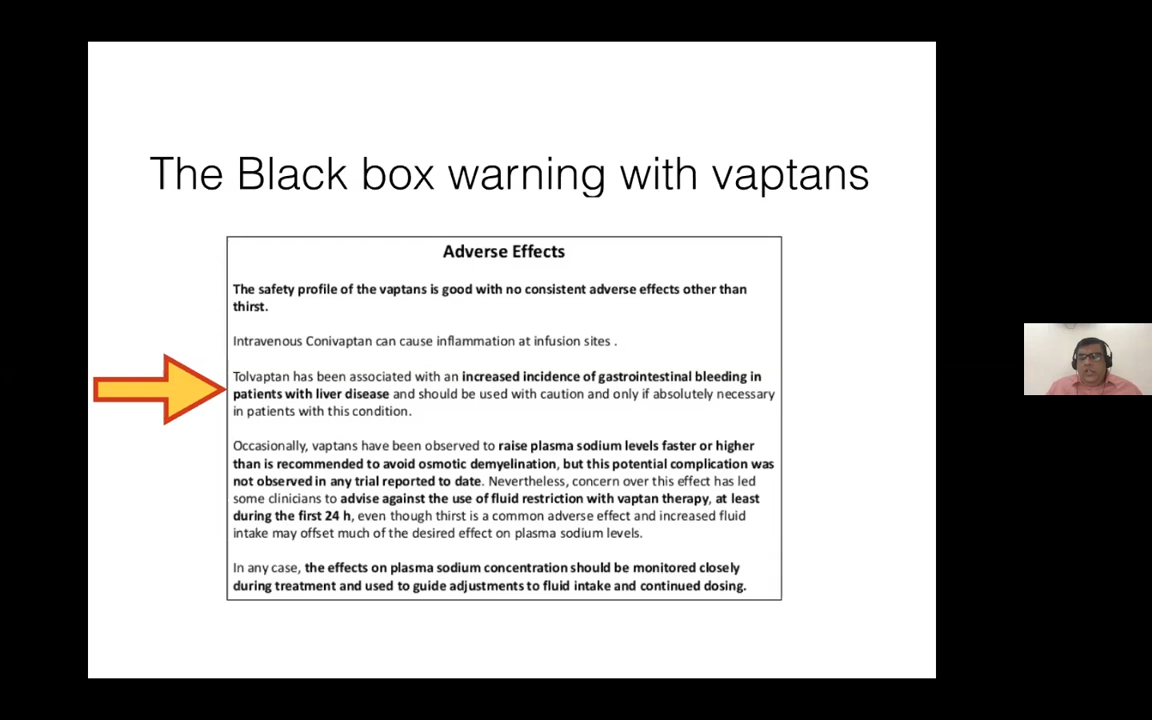 The Black box warning with vaptans
Adverse Effects
The safety profile of the vaptans is good with no consistent adverse effects other than
thirst.
Intravenous Conivaptan can cause inflammation at infusion sites .
Tolvaptan has been associated with an increased incidence of gastrointestinal bleeding in
patients with liver disease and should be used with caution and only if absolutely necessary
in patients with this condition.
Occasionally, vaptans have been observed to raise plasma sodium levels faster or higher
than is recommended to avoid osmotic demyelination, but this potential complication was
not observed in any trial reported to date. Nevertheless, concern over this effect has led
some clinicians to advise against the use of fluid restriction with vaptan therapy, at least
during the first 24 h, even though thirst is a common adverse effect and increased fluid
intake may offset much of the desired effect on plasma sodium levels.
In any case, the effects on plasma sodium concentration should be monitored closely
during treatment and used to guide adjustments to fluid intake and continued dosing.